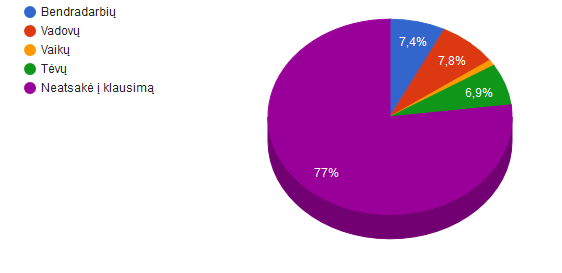 Bendradarbių
Vadovų
Vaikų
Tėvų
Neatsakė į klausimą
7,4%
7,8%
6,9%
77%